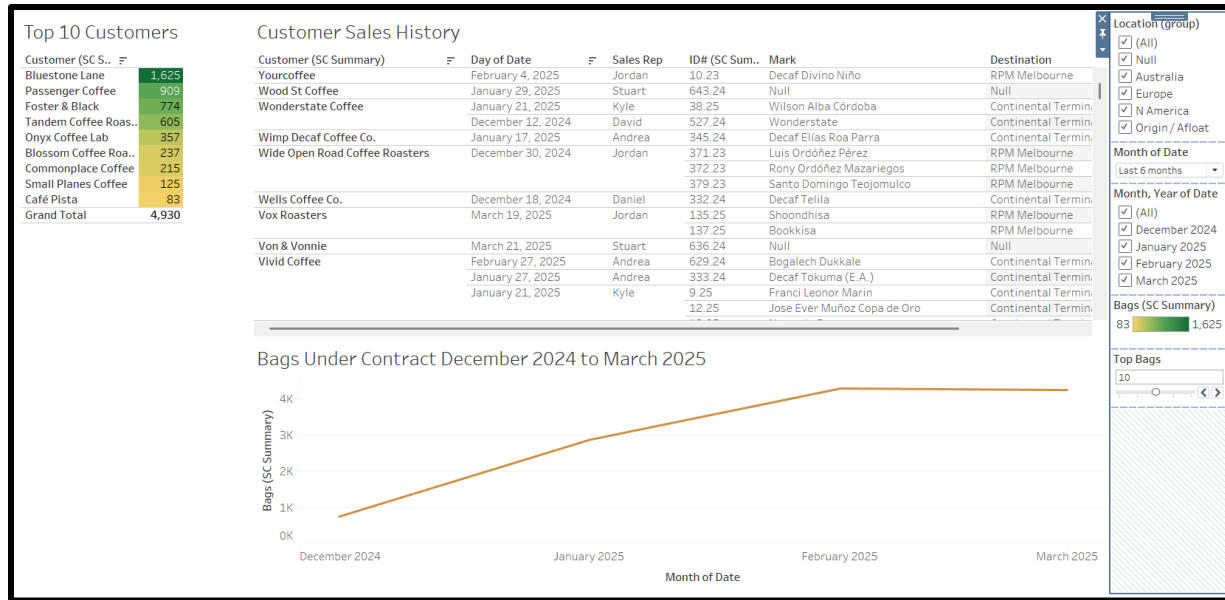 Top 10 Customers
Customer (SC S..
Bluestone Lane 1,625
Passenger Coffee 909
Foster & Black 774
Tandem Coffee Roas.. 605
Onyx Coffee Lab 357
Blossom Coffee Roa.. 237
Commonplace Coffee 215
Small Planes Coffee 125
Café Pista 83
Grand Total 4,930
Customer Sales History
Customer (SC Summary) Day of Date Sales Rep ID# (SC Sum.. Mark Destination
Yourcoffee February 4, 2025 Jordan 10.23 Decaf Divino Niño RPM Melbourne
Wood St Coffee January 29, 2025 Stuart 643.24 Null Null
Wonderstate Coffee January 21, 2025 Kyle 38.25 Wilson Alba Córdoba Continental Termin
December 12, 2024 David 527.24 Wonderstate Continental Termin
Wimp Decaf Coffee Co. January 17, 2025 Andrea 345.24 Decaf Elías Roa Parra Continental Termin
Wide Open Road Coffee Roasters December 30, 2024 Jordan 371.23 Luis Ordóñez Pérez RPM Melbourne
372.23 Rony Ordóñez Mazariegos RPM Melbourne
379.23 Santo Domingo Teojomulco RPM Melbourne
Wells Coffee Co. December 18, 2024 Daniel 332.24 Decaf Telila Continental Termin
Vox Roasters March 19, 2025 Jordan 135.25 Shoondhisa RPM Melbourne
137.25 Bookkisa RPM Melbourne
Von & Vonnie March 21, 2025 Stuart 636.24 Null Null
Vivid Coffee February 27, 2025 Andrea 629.24 Bogalech Dukkale Continental Termin
January 27, 2025 Andrea 333.24 Decaf Tokuma (E.A.) Continental Termin
January 21, 2025 Kyle 9.25 Franci Leonor Marin Continental Termin
12.25 Jose Ever Muñoz Copa de Oro Continental Termin
Bags Under Contract December 2024 to March 2025
Bags (SC Summary)
4K
3K
2K
1K
0K
December 2024 January 2025 February 2025 March 2025
Month of Date
Location (group)
(All)
Null
Australia
Europe
N America
Origin / Afloat
Month of Date
Last 6 months
Month, Year of Date
(All)
December 2024
January 2025
February 2025
March 2025
Bags (SC Summary)
83 1,625
Top Bags
10